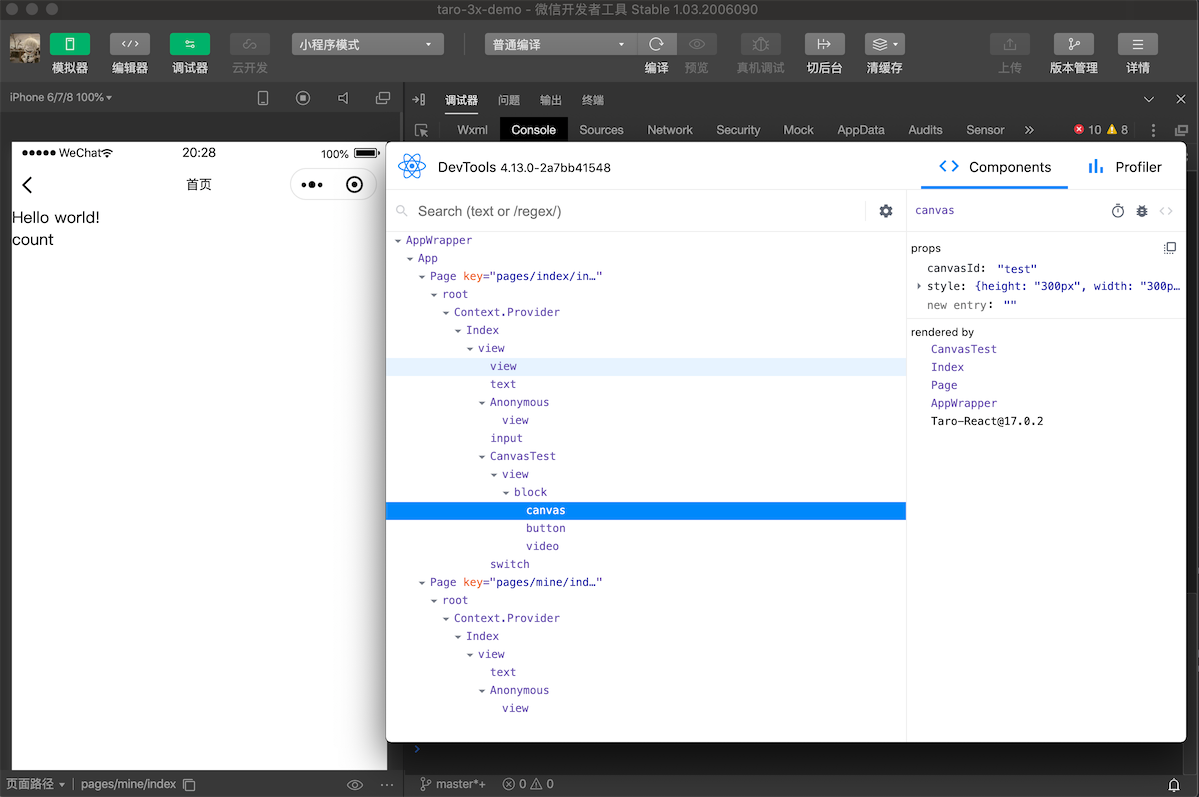 taro-3x-demo - 微信开发者工具 Stable 1.03.2006090
模拟器 编辑器 调试器 云开发
小程序模式
普通编译
编译 预览 真机调试 切后台 清缓存 上传 版本管理 详情
iPhone 6/7/8 100%
调试器 问题 输出 终端
Wxml Console Sources Network Security Mock AppData Audits Sensor » 10 8
WeChat 20:28 100%
首页
Hello world!
count
DevTools 4.13.0-2a7bb41548
Components Profiler
Search (text or /regex/)
AppWrapper
App
Page key="pages/index/in…"
root
Context.Provider
Index
view
view
text
Anonymous
view
input
CanvasTest
view
block
canvas
button
video
switch
Page key="pages/mine/ind…"
root
Context.Provider
Index
view
text
Anonymous
view
canvas
props
canvasId: "test"
style: {height: "300px", width: "300p…
new entry: ""
rendered by
CanvasTest
Index
Page
AppWrapper
Taro-React@17.0.2
页面路径 pages/mine/index
master*+ 0 0